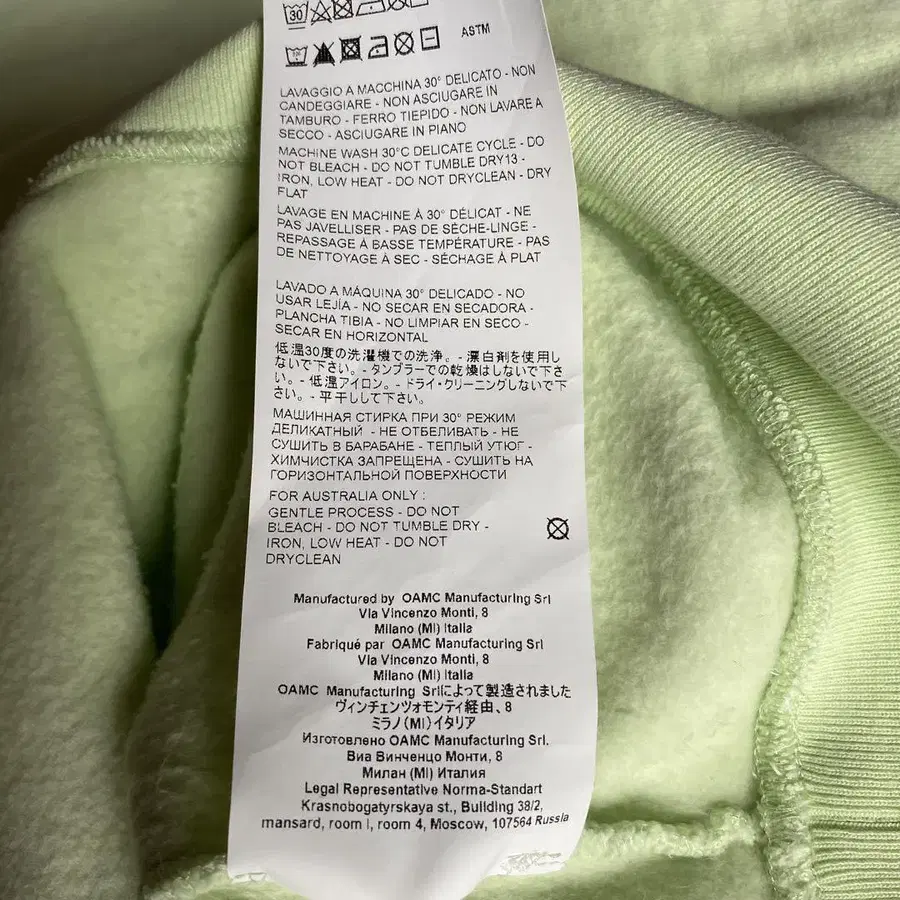 30
ASTM
LAVAGGIO A MACCHINA 30° DELICATO - NON
CANDEGGIARE - NON ASCIUGARE IN
TAMBURO - FERRO TIEPIDO - NON LAVARE A
SECCO - ASCIUGARE IN PIANO
MACHINE WASH 30°C DELICATE CYCLE - DO
NOT BLEACH - DO NOT TUMBLE DRY13 -
IRON, LOW HEAT - DO NOT DRYCLEAN - DRY
FLAT
LAVAGE EN MACHINE À 30° DÉLICAT - NE
PAS JAVELLISER - PAS DE SÈCHE-LINGE -
REPASSAGE À BASSE TEMPÉRATURE - PAS
DE NETTOYAGE À SEC - SÉCHAGE À PLAT
LAVADO A MÁQUINA 30° DELICADO - NO
USAR LEJÍA - NO SECAR EN SECADORA -
PLANCHA TIBIA - NO LIMPIAR EN SECO -
SECAR EN HORIZONTAL
低温30度の洗濯機での洗浄。- 漂白剤を使用し
ないで下さい。- タンブラーでの乾燥はしないで下さ
い。- 低温アイロン。- ドライ・クリーニングしないで下
さい。- 平干しして下さい。
МАШИННАЯ СТИРКА ПРИ 30° РЕЖИМ
ДЕЛИКАТНЫЙ - НЕ ОТБЕЛИВАТЬ - НЕ
СУШИТЬ В БАРАБАНЕ - ТЕПЛЫЙ УТЮГ -
ХИМЧИСТКА ЗАПРЕЩЕНА - СУШИТЬ НА
ГОРИЗОНТАЛЬНОЙ ПОВЕРХНОСТИ
FOR AUSTRALIA ONLY :
GENTLE PROCESS - DO NOT
BLEACH - DO NOT TUMBLE DRY -
IRON, LOW HEAT - DO NOT
DRYCLEAN
Manufactured by OAMC Manufacturing Srl
Via Vincenzo Monti, 8
Milano (MI) Italia
Fabriqué par OAMC Manufacturing Srl
Via Vincenzo Monti, 8
Milano (MI) Italia
OAMC Manufacturing Srlによって製造されました
ヴィンチェンツォモンティ経由、8
ミラノ(MI)イタリア
Изготовлено OAMC Manufacturing Srl.
Виа Винченцо Монти, 8
Милан (MI) Италия
Legal Representative Norma-Standart
Krasnobogatyrskaya st., Building 38/2,
mansard, room I, room 4, Moscow, 107564 Russia